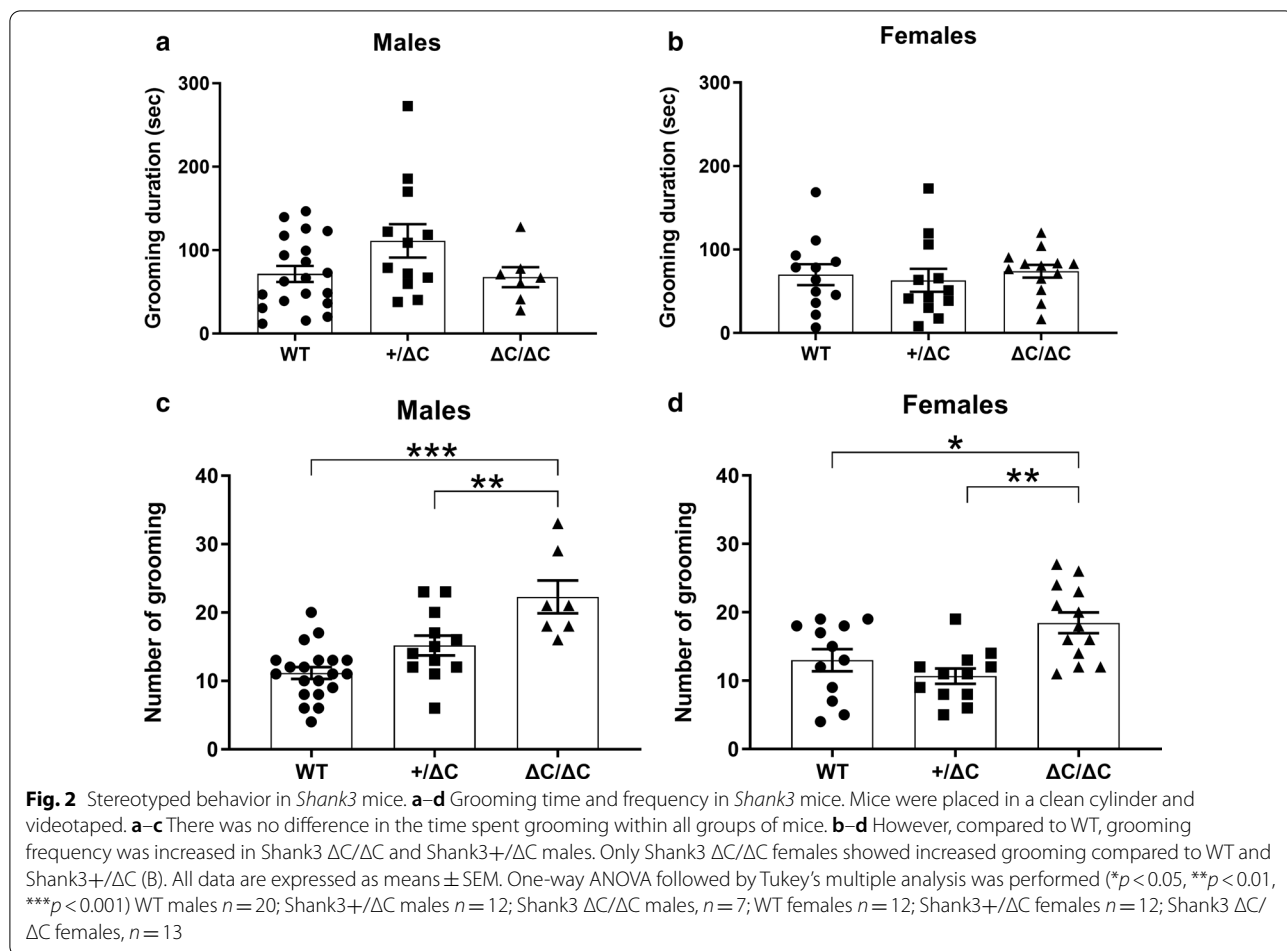 a
Males
Grooming duration (sec)
300
200
100
0
WT
+/ΔC
ΔC/ΔC
b
Females
Grooming duration (sec)
300
200
100
0
WT
+/ΔC
ΔC/ΔC
c
Males
Number of grooming
40
30
20
10
0
***
**
WT
+/ΔC
ΔC/ΔC
d
Females
Number of grooming
40
30
20
10
0
*
**
WT
+/ΔC
ΔC/ΔC
Fig. 2 Stereotyped behavior in Shank3 mice. a–d Grooming time and frequency in Shank3 mice. Mice were placed in a clean cylinder and
videotaped. a–c There was no difference in the time spent grooming within all groups of mice. b–d However, compared to WT, grooming
frequency was increased in Shank3 ΔC/ΔC and Shank3+/ΔC males. Only Shank3 ΔC/ΔC females showed increased grooming compared to WT and
Shank3+/ΔC (B). All data are expressed as means ± SEM. One-way ANOVA followed by Tukey's multiple analysis was performed (*p < 0.05, **p < 0.01,
***p < 0.001) WT males n = 20; Shank3+/ΔC males n = 12; Shank3 ΔC/ΔC males, n = 7; WT females n = 12; Shank3+/ΔC females n = 12; Shank3 ΔC/
ΔC females, n = 13